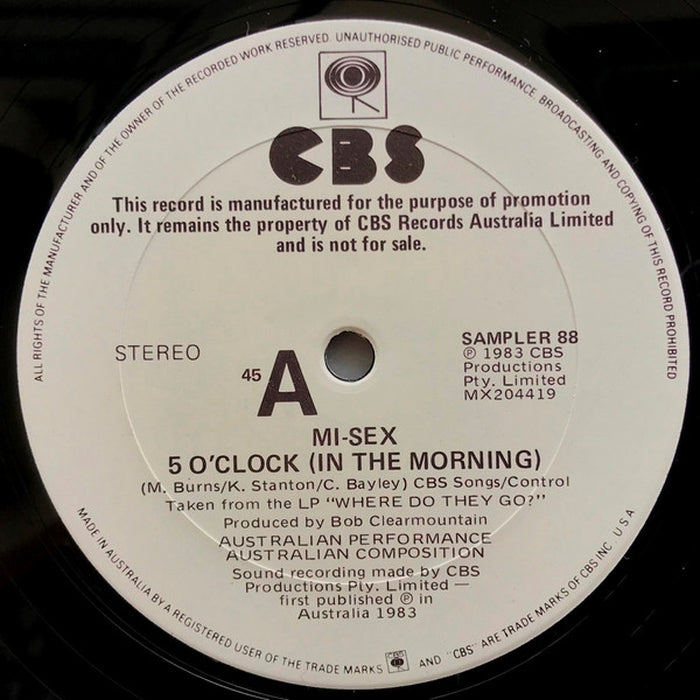 ALL RIGHTS OF THE MANUFACTURER AND OF THE OWNER OF THE RECORDED WORK RESERVED. UNAUTHORISED PUBLIC PERFORMANCE, BROADCASTING AND COPYING OF THIS RECORD PROHIBITED
CBS
This record is manufactured for the purpose of promotion
only. It remains the property of CBS Records Australia Limited
and is not for sale.
STEREO
45 A
SAMPLER 88
℗ 1983 CBS
Productions
Pty. Limited
MX204419
MI-SEX
5 O'CLOCK (IN THE MORNING)
(M. Burns/K. Stanton/C. Bayley) CBS Songs/Control
Taken from the LP "WHERE DO THEY GO?"
Produced by Bob Clearmountain
AUSTRALIAN PERFORMANCE
AUSTRALIAN COMPOSITION
Sound recording made by CBS
Productions Pty. Limited —
first published ℗ in
Australia 1983
MADE IN AUSTRALIA BY A REGISTERED USER OF THE TRADE MARKS AND "CBS" ARE TRADE MARKS OF CBS INC. U S A